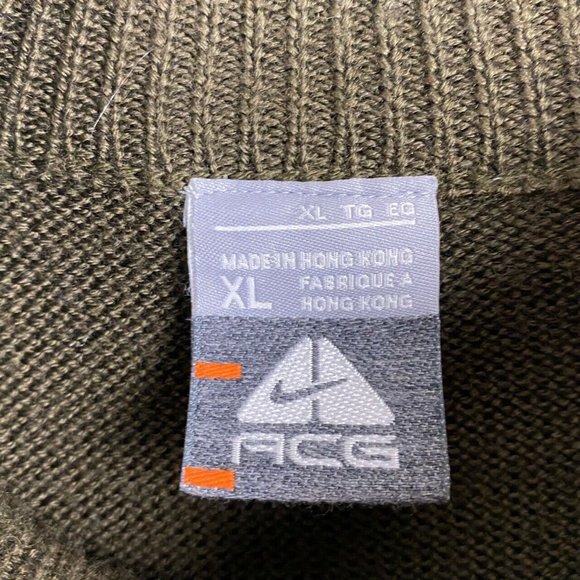 XL TG EG
MADE IN HONG KONG
XL FABRIQUE A
HONG KONG
ACG